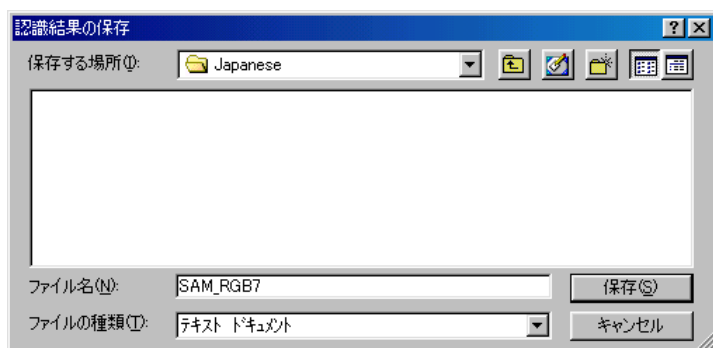 認識結果の保存
保存する場所(I): Japanese
ファイル名(N): SAM_RGB7 保存(S)
ファイルの種類(T): テキスト ドキュメント キャンセル